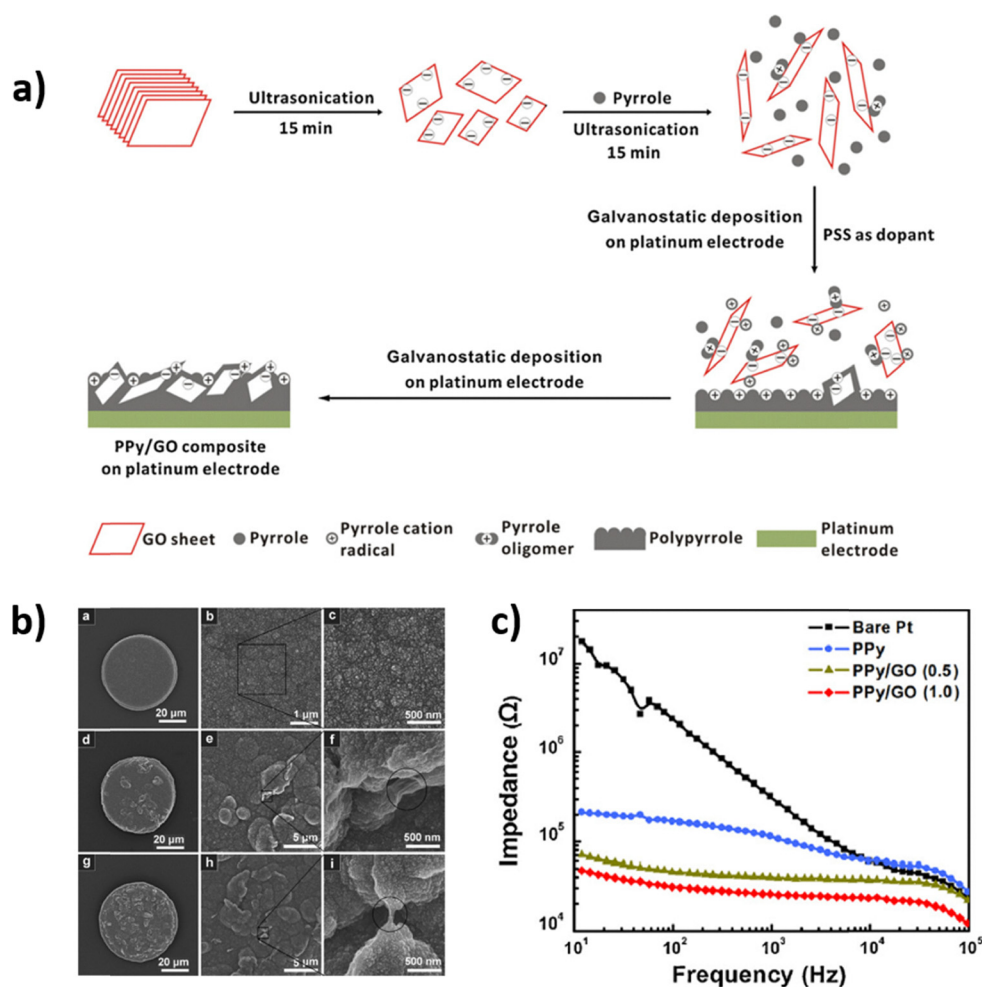 a)
Ultrasonication
15 min
Pyrrole
Ultrasonication
15 min
Galvanostatic deposition
on platinum electrode
PSS as dopant
Galvanostatic deposition
on platinum electrode
PPy/GO composite
on platinum electrode
GO sheet
Pyrrole
Pyrrole cation
radical
Pyrrole
oligomer
Polypyrrole
Platinum
electrode
b)
a
20 μm
b
1 μm
c
500 nm
d
20 μm
e
5 μm
f
500 nm
g
20 μm
h
i
500 nm
c)
Bare Pt
PPy
PPy/GO (0.5)
PPy/GO (1.0)
Impedance (Ω)
10⁷
10⁶
10⁵
10⁴
10¹
10²
10³
10⁴
10⁵
Frequency (Hz)